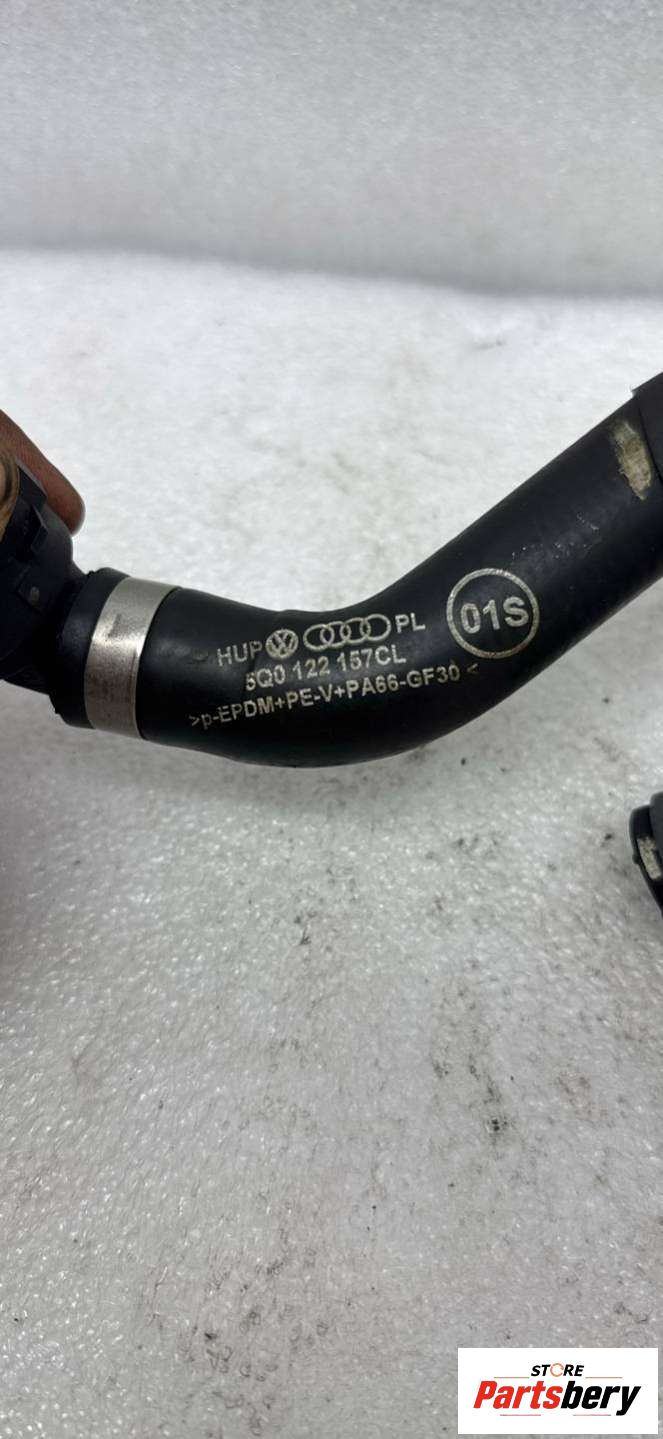 HUP PL
01S
5Q0 122 157CL
>p-EPDM+PE-V+PA66-GF30<
STORE
Partsbery